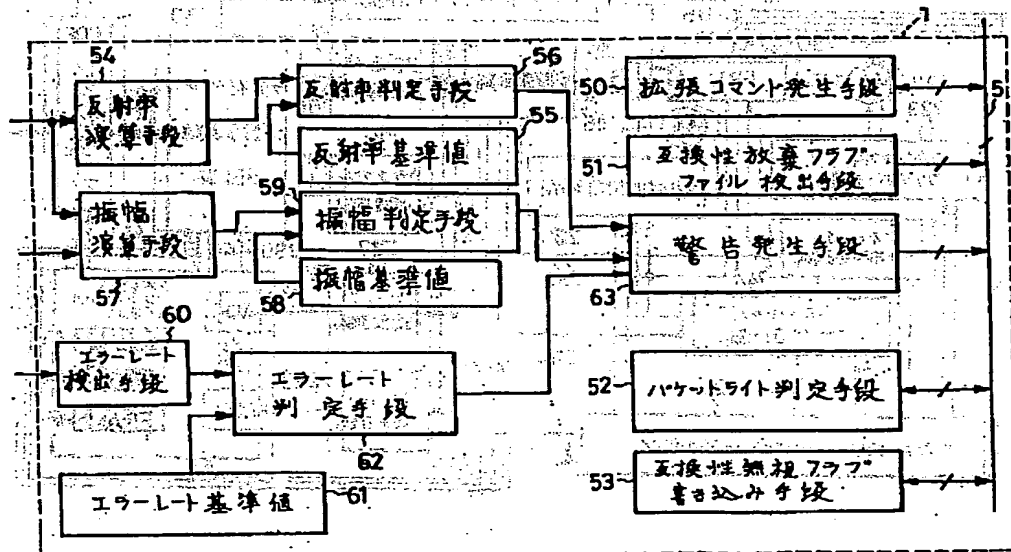 7
54
反射率
演算手段
56
反射率判定手段
55
反射率基準値
50
拡張コマンド発生手段
5
51
互換性放棄フラグ
ファイル検出手段
59
振幅
演算手段
57
振幅判定手段
58
振幅基準値
警告発生手段
63
60
エラーレート
検出手段
エラーレート
判定手段
62
52
パケットライト判定手段
53
互換性無視フラグ
書き込み手段
エラーレート基準値
61